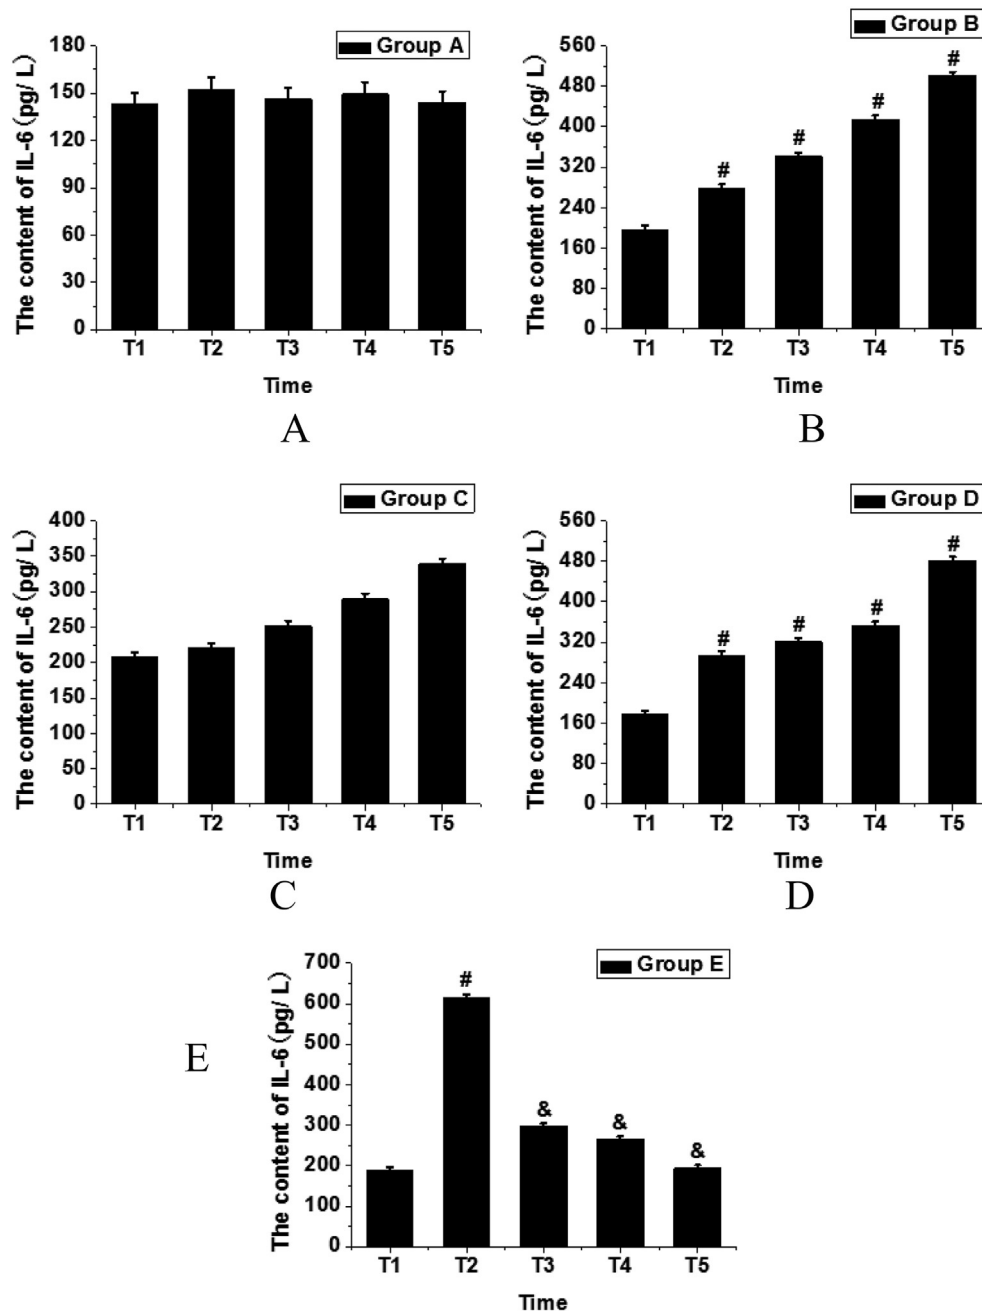 Group A
The content of IL-6 (pg/ L)
180
150
120
90
60
30
0
T1 T2 T3 T4 T5
Time
A
Group B
The content of IL-6 (pg/ L)
560
480
400
320
240
160
80
0
# # # #
T1 T2 T3 T4 T5
Time
B
Group C
The content of IL-6 (pg/ L)
400
350
300
250
200
150
100
50
0
T1 T2 T3 T4 T5
Time
C
Group D
The content of IL-6 (pg/ L)
560
480
400
320
240
160
80
0
# # # #
T1 T2 T3 T4 T5
Time
D
E
Group E
The content of IL-6 (pg/ L)
700
600
500
400
300
200
100
0
# & & &
T1 T2 T3 T4 T5
Time